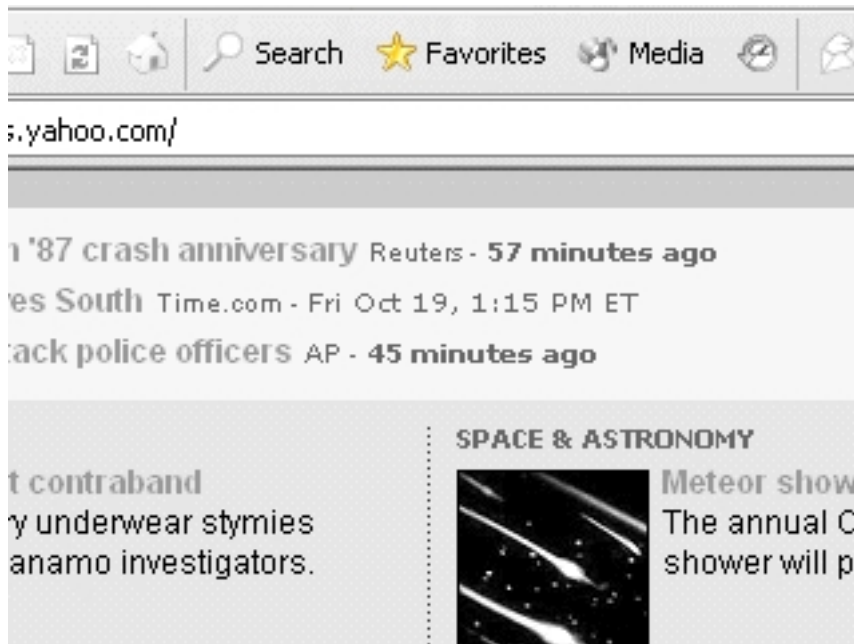 Search Favorites Media
s.yahoo.com/
'87 crash anniversary Reuters - 57 minutes ago
es South Time.com - Fri Oct 19, 1:15 PM ET
ack police officers AP - 45 minutes ago
SPACE & ASTRONOMY
t contraband
ry underwear stymies
anamo investigators.
Meteor show
The annual O
shower will p